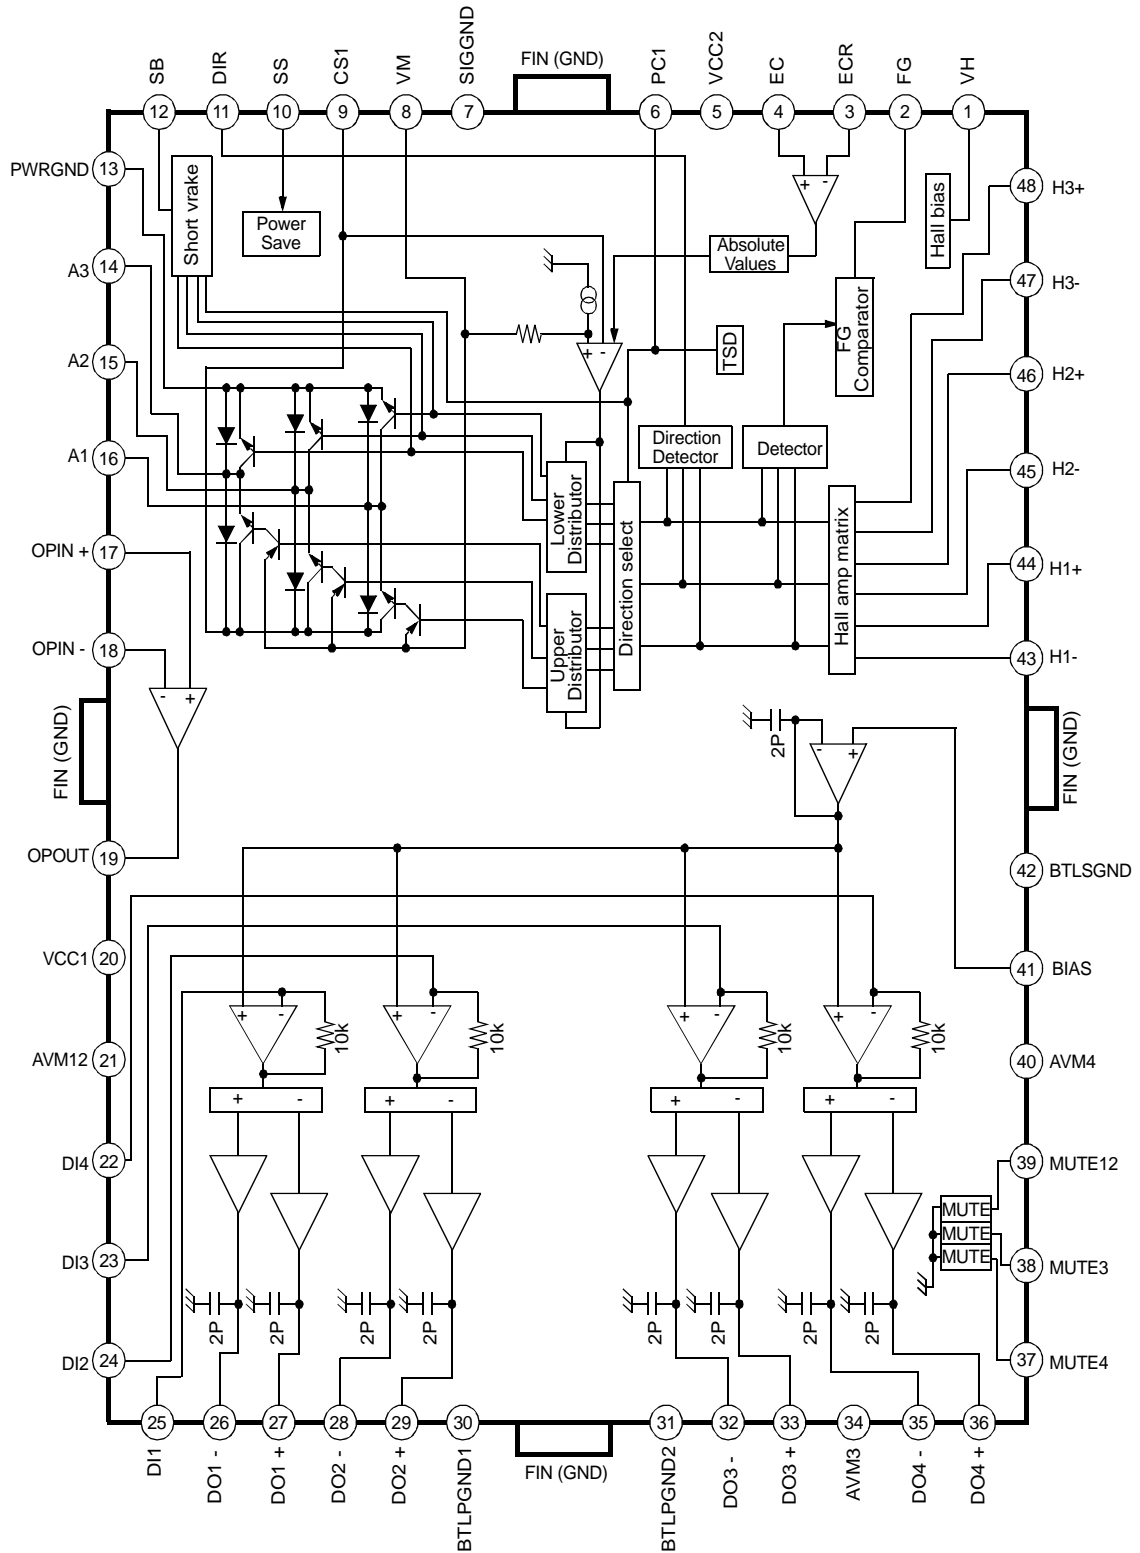 SB
DIR
SS
CS1
VM
SIGGND
FIN (GND)
PC1
VCC2
EC
ECR
FG
VH
12
11
10
9
8
7
6
5
4
3
2
1
PWRGND
13
A3
14
A2
15
A1
16
OPIN +
17
OPIN -
18
FIN (GND)
OPOUT
19
VCC1
20
AVM12
21
DI4
22
DI3
23
DI2
24
Short vrake
Power
Save
+
-
Absolute
Values
Hall bias
FG
Comparator
TSD
+
-
Direction
Detector
Detector
Lower
Distributor
Upper
Distributor
Direction select
Hall amp matrix
48
H3+
47
H3-
46
H2+
45
H2-
44
H1+
43
H1-
FIN (GND)
42
BTLSGND
41
BIAS
40
AVM4
39
MUTE12
38
MUTE3
37
MUTE4
-
+
2P
-
+
+
-
10k
+
-
10k
+
-
10k
+
-
10k
+
-
+
-
+
-
+
-
MUTE
MUTE
MUTE
2P
2P
2P
2P
2P
2P
2P
2P
25
26
27
28
29
30
31
32
33
34
35
36
DI1
DO1 -
DO1 +
DO2 -
DO2 +
BTLPGND1
FIN (GND)
BTLPGND2
DO3 -
DO3 +
AVM3
DO4 -
DO4 +